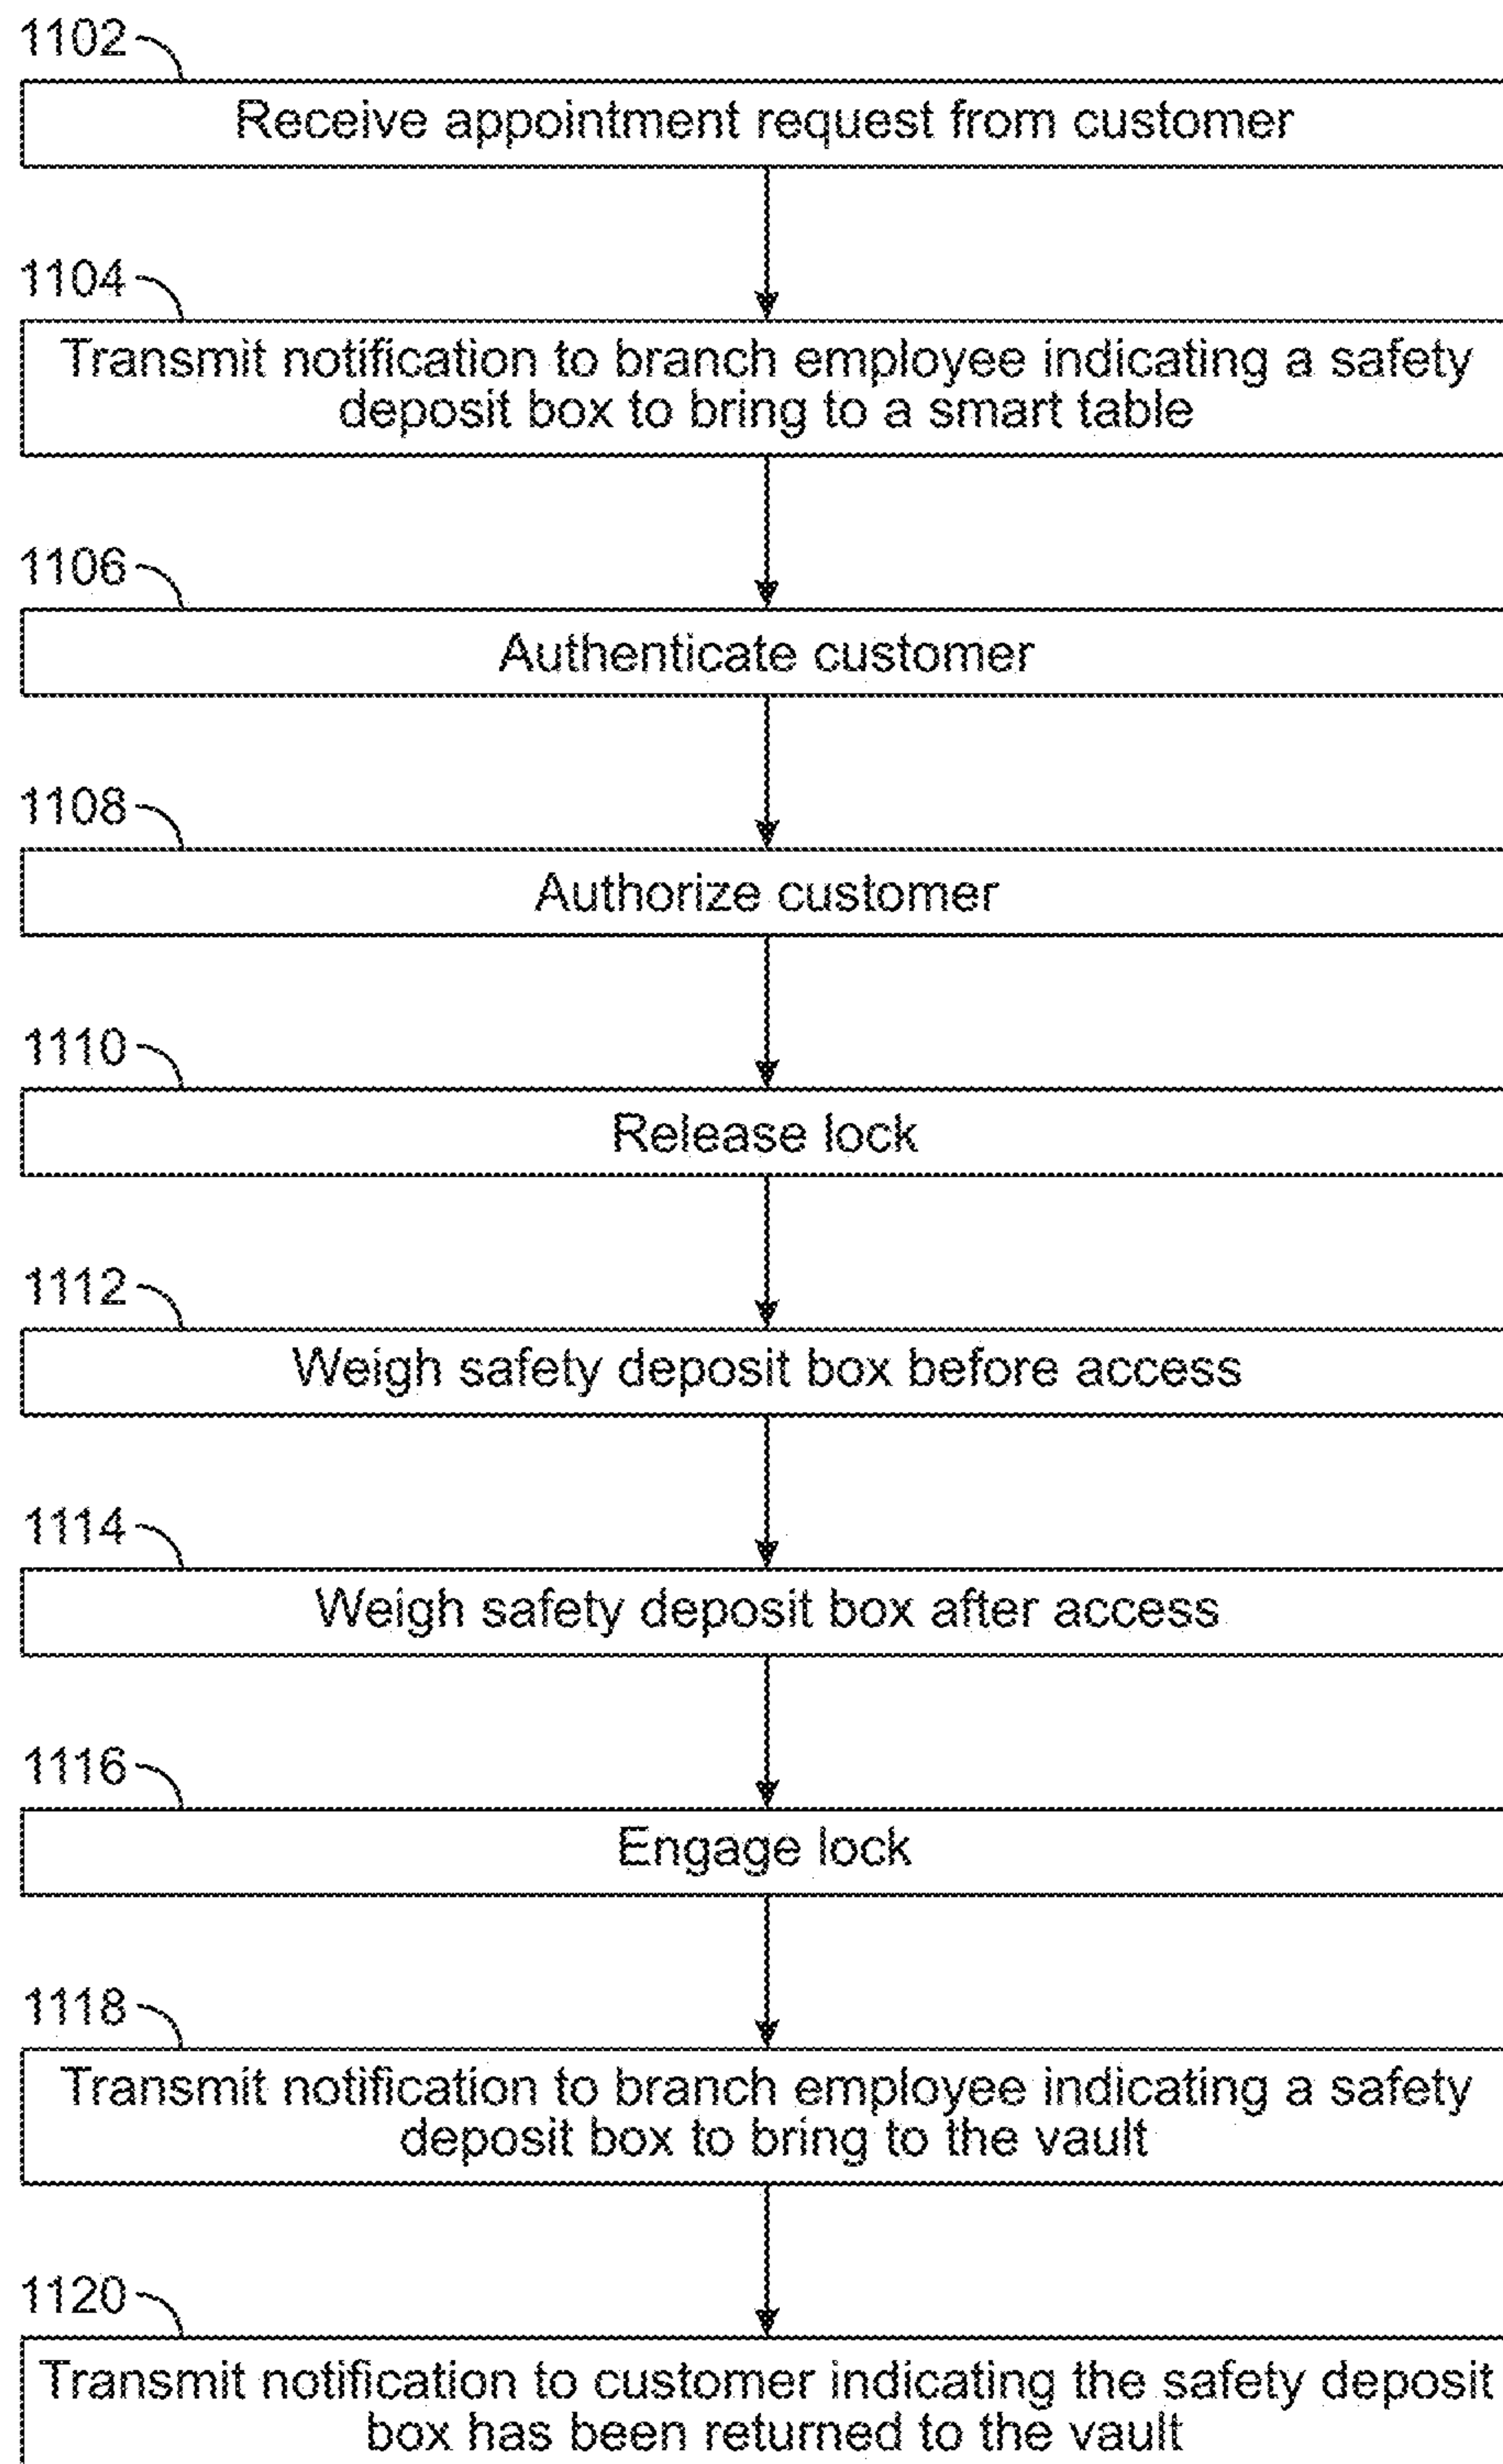 1102
Receive appointment request from customer
1104
Transmit notification to branch employee indicating a safety
deposit box to bring to a smart table
1106
Authenticate customer
1108
Authorize customer
1110
Release lock
1112
Weigh safety deposit box before access
1114
Weigh safety deposit box after access
1116
Engage lock
1118
Transmit notification to branch employee indicating a safety
deposit box to bring to the vault
1120
Transmit notification to customer indicating the safety deposit
box has been returned to the vault